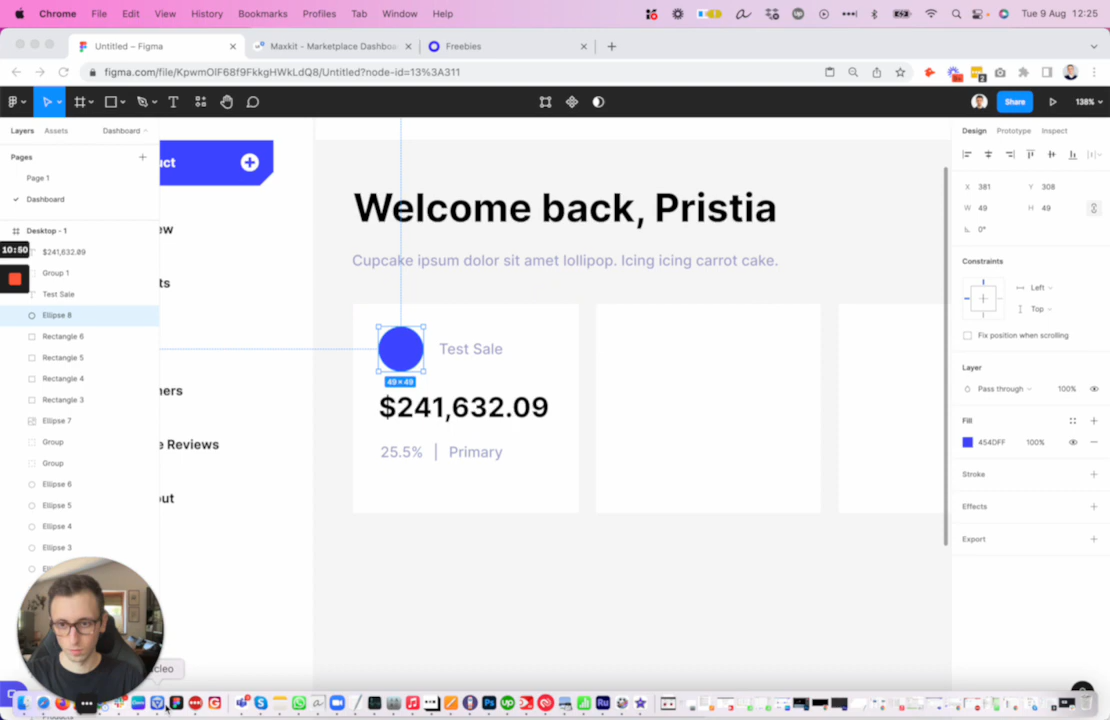 Chrome File Edit View History Bookmarks Profiles Tab Window Help
Tue 9 Aug 12:25
Untitled – Figma
Maxkit - Marketplace Dashboa
Freebies
figma.com/file/KpwmOlF68f9FkkgHWkLdQ8/Untitled?node-id=13%3A311
Share
138%
Layers Assets Dashboard
Design Prototype Inspect
Pages
Page 1
Dashboard
Desktop - 1
10:50
$241,632.09
Group 1
Test Sale
Ellipse 8
Rectangle 6
Rectangle 5
Rectangle 4
Rectangle 3
Ellipse 7
Group
Group
Ellipse 6
Ellipse 5
Ellipse 4
Ellipse 3
uct
ew
ts
ners
e Reviews
out
Welcome back, Pristia
Cupcake ipsum dolor sit amet lollipop. Icing icing carrot cake.
Test Sale
49 × 49
$241,632.09
25.5% | Primary
X 381 Y 308
W 49 H 49
0°
Constraints
Left
Top
Fix position when scrolling
Layer
Pass through 100%
Fill
454DFF 100%
Stroke
Effects
Export
cleo